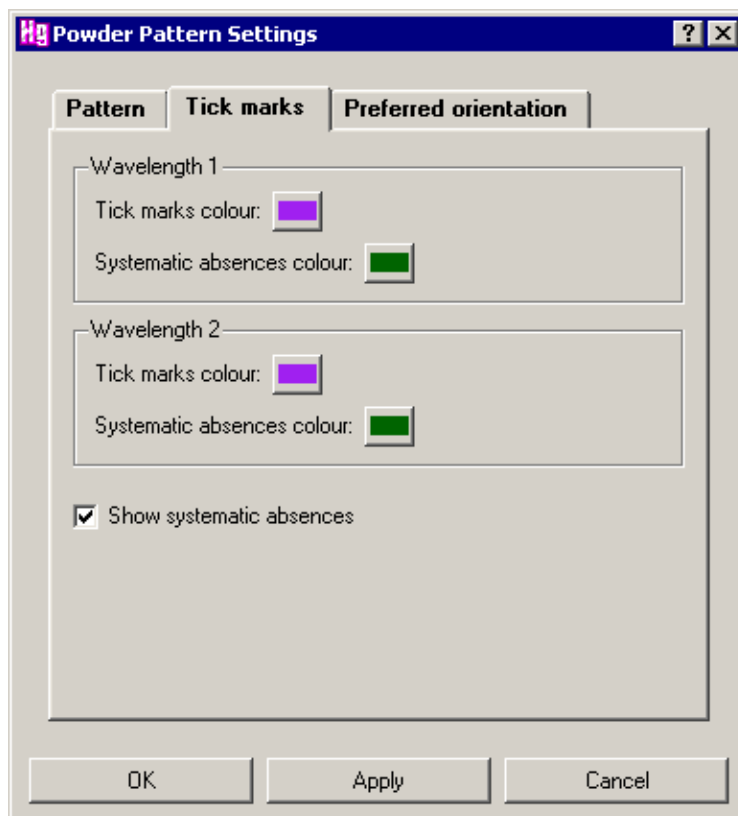 Hg Powder Pattern Settings ? ×
Pattern Tick marks Preferred orientation
Wavelength 1
Tick marks colour:
Systematic absences colour:
Wavelength 2
Tick marks colour:
Systematic absences colour:
Show systematic absences
OK Apply Cancel